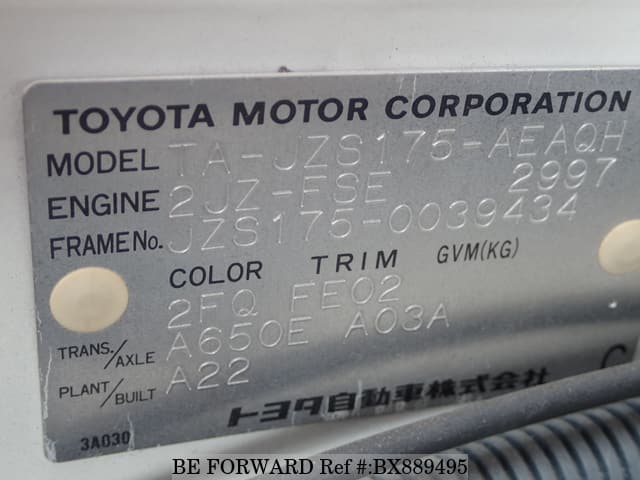 TOYOTA MOTOR CORPORATION
MODEL TA-JZS175-AEAQH
ENGINE 2JZ-FSE 2997
FRAME No. JZS175-0039434
COLOR TRIM GVM(KG)
2FQ FE02
TRANS./AXLE A650E A03A
PLANT/BUILT A22
C
トヨタ自動車株式会社
3A030
BE FORWARD Ref #:BX889495